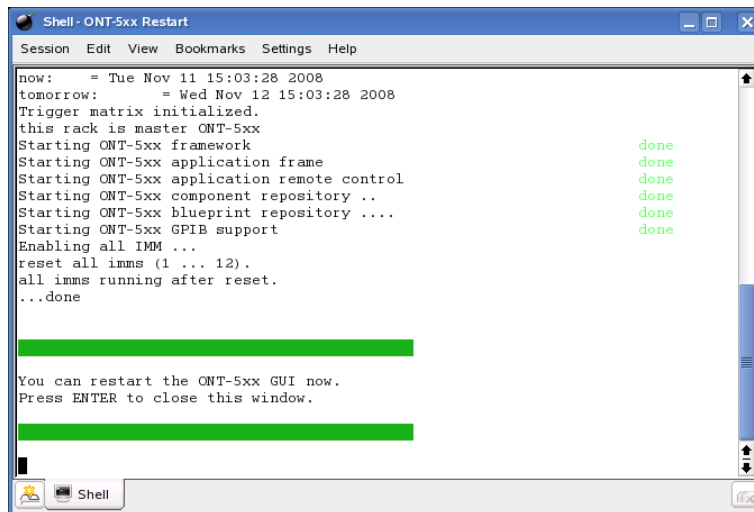 Shell - ONT-5xx Restart
Session Edit View Bookmarks Settings Help
now: = Tue Nov 11 15:03:28 2008
tomorrow: = Wed Nov 12 15:03:28 2008
Trigger matrix initialized.
this rack is master ONT-5xx
Starting ONT-5xx framework done
Starting ONT-5xx application frame done
Starting ONT-5xx application remote control done
Starting ONT-5xx component repository .. done
Starting ONT-5xx blueprint repository .... done
Starting ONT-5xx GPIB support done
Enabling all IMM ...
reset all imms (1 ... 12).
all imms running after reset.
...done
You can restart the ONT-5xx GUI now.
Press ENTER to close this window.
Shell